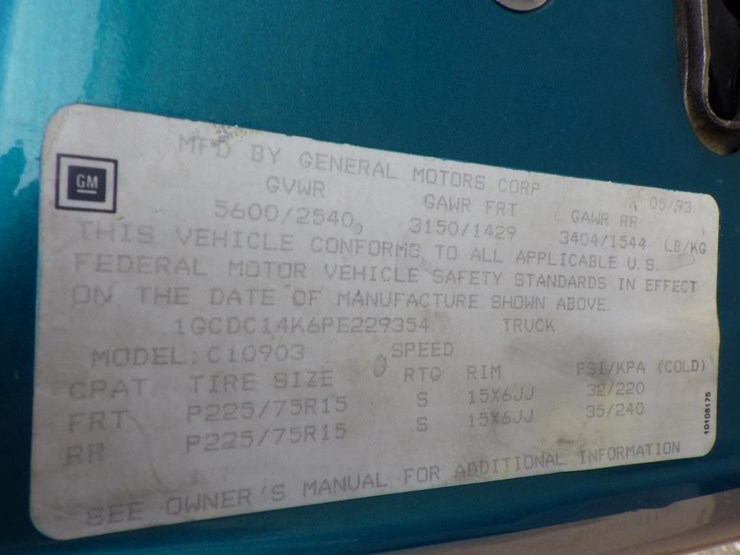 GM
MFD BY GENERAL MOTORS CORP 05/93
GVWR GAWR FRT GAWR RR
5600/2540 3150/1429 3404/1544 LB/KG
THIS VEHICLE CONFORMS TO ALL APPLICABLE U.S.
FEDERAL MOTOR VEHICLE SAFETY STANDARDS IN EFFECT
ON THE DATE OF MANUFACTURE SHOWN ABOVE.
1GCDC14K6PE229354 TRUCK
MODEL: C10903 SPEED
CPAT TIRE SIZE RTG RIM PSI/KPA (COLD)
FRT P225/75R15 S 15X6JJ 32/220
RR P225/75R15 S 15X6JJ 35/240
SEE OWNER'S MANUAL FOR ADDITIONAL INFORMATION
10108175